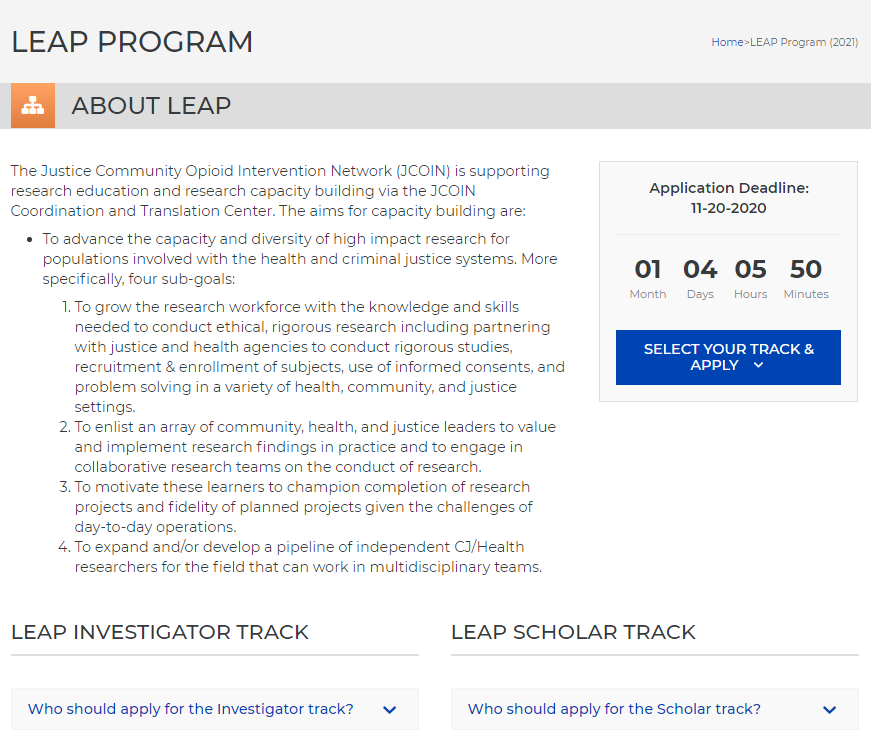 LEAP PROGRAM
Home>LEAP Program (2021)
ABOUT LEAP
The Justice Community Opioid Intervention Network (JCOIN) is supporting
research education and research capacity building via the JCOIN
Coordination and Translation Center. The aims for capacity building are:
• To advance the capacity and diversity of high impact research for
populations involved with the health and criminal justice systems. More
specifically, four sub-goals:
1. To grow the research workforce with the knowledge and skills
needed to conduct ethical, rigorous research including partnering
with justice and health agencies to conduct rigorous studies,
recruitment & enrollment of subjects, use of informed consents, and
problem solving in a variety of health, community, and justice
settings.
2. To enlist an array of community, health, and justice leaders to value
and implement research findings in practice and to engage in
collaborative research teams on the conduct of research.
3. To motivate these learners to champion completion of research
projects and fidelity of planned projects given the challenges of
day-to-day operations.
4. To expand and/or develop a pipeline of independent CJ/Health
researchers for the field that can work in multidisciplinary teams.
Application Deadline:
11-20-2020
01 04 05 50
Month Days Hours Minutes
SELECT YOUR TRACK &
APPLY
LEAP INVESTIGATOR TRACK
Who should apply for the Investigator track?
LEAP SCHOLAR TRACK
Who should apply for the Scholar track?